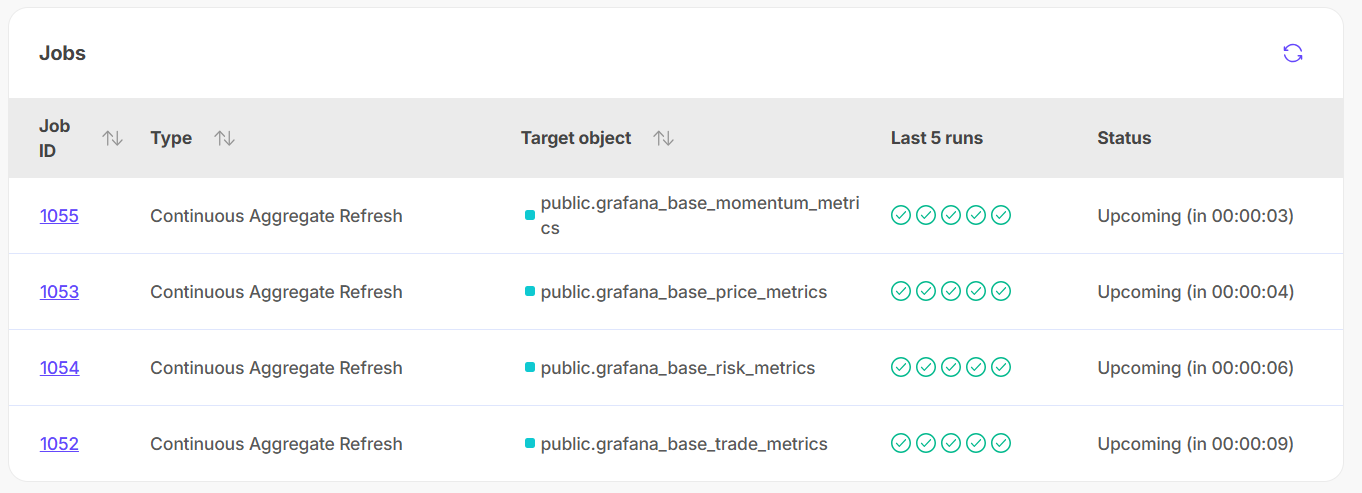 Jobs
Job
ID
Type
Target object
Last 5 runs
Status
1055
Continuous Aggregate Refresh
public.grafana_base_momentum_metri
cs
Upcoming (in 00:00:03)
1053
Continuous Aggregate Refresh
public.grafana_base_price_metrics
Upcoming (in 00:00:04)
1054
Continuous Aggregate Refresh
public.grafana_base_risk_metrics
Upcoming (in 00:00:06)
1052
Continuous Aggregate Refresh
public.grafana_base_trade_metrics
Upcoming (in 00:00:09)